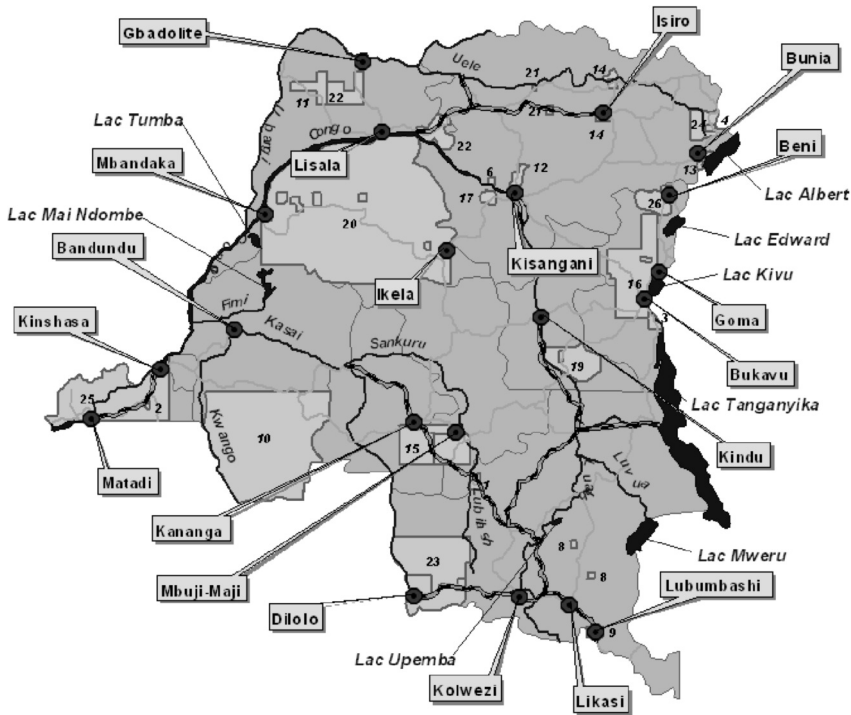 Gbadolite
Isiro
Bunia
Beni
Uele
21
14
11
22
Lac Tumba
Ubangi
Congo
Lisala
22
21
14
24
4
13
Mbandaka
6
12
17
Lac Albert
Lac Mai Ndombe
20
26
Lac Edward
Bandundu
Ikela
Kisangani
16
Lac Kivu
Goma
Fimi
Kasai
3
Kinshasa
Sankuru
Bukavu
19
25
2
Lac Tanganyika
Kwango
10
15
Matadi
Kindu
Luvua
Kananga
Lubilash
8
23
8
Lac Mweru
Mbuji-Maji
Lubumbashi
Dilolo
9
Lac Upemba
Kolwezi
Likasi